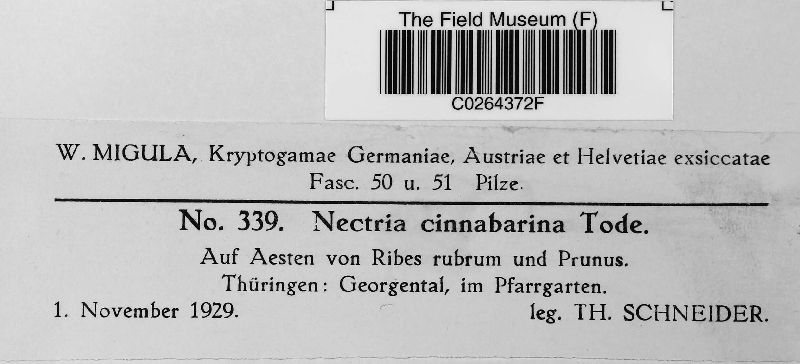 The Field Museum (F)
C0264372F
W. MIGULA, Kryptogamae Germaniae, Austriae et Helvetiae exsiccatae
Fasc. 50 u. 51 Pilze.
No. 339. Nectria cinnabarina Tode.
Auf Aesten von Ribes rubrum und Prunus.
Thüringen: Georgental, im Pfarrgarten.
1. November 1929. leg. TH. SCHNEIDER.